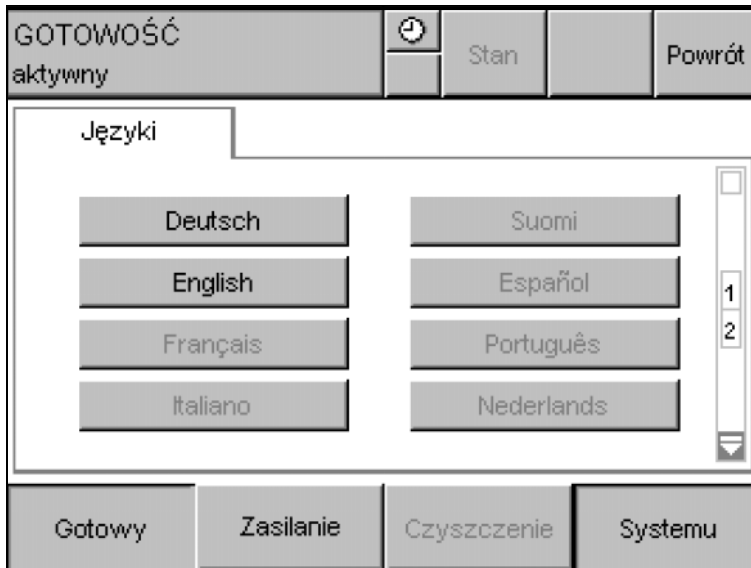 GOTOWOŚĆ
aktywny
Stan
Powrót
Języki
Deutsch
Suomi
English
Español
Français
Português
Italiano
Nederlands
1
2
Gotowy
Zasilanie
Czyszczenie
Systemu